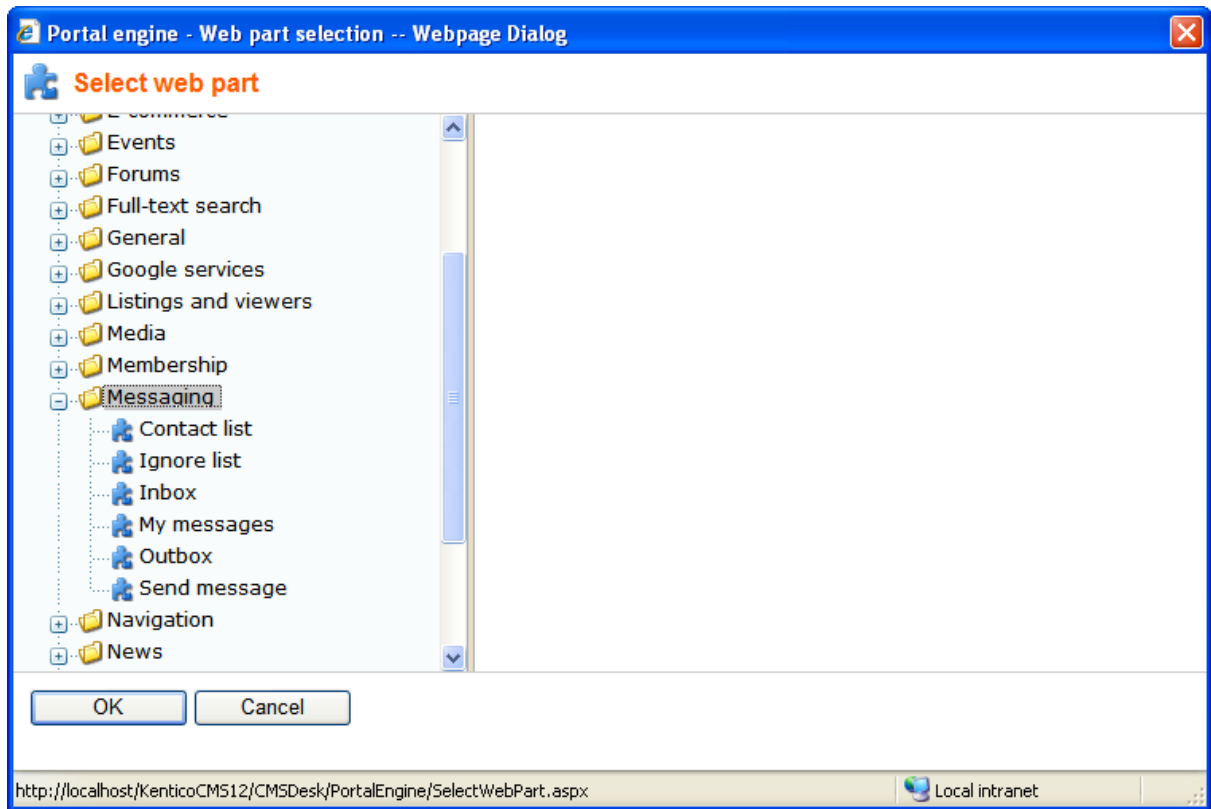 Portal engine - Web part selection -- Webpage Dialog
Select web part
E-commerce
Events
Forums
Full-text search
General
Google services
Listings and viewers
Media
Membership
Messaging
Contact list
Ignore list
Inbox
My messages
Outbox
Send message
Navigation
News
OK Cancel
http://localhost/KenticoCMS12/CMSDesk/PortalEngine/SelectWebPart.aspx Local intranet